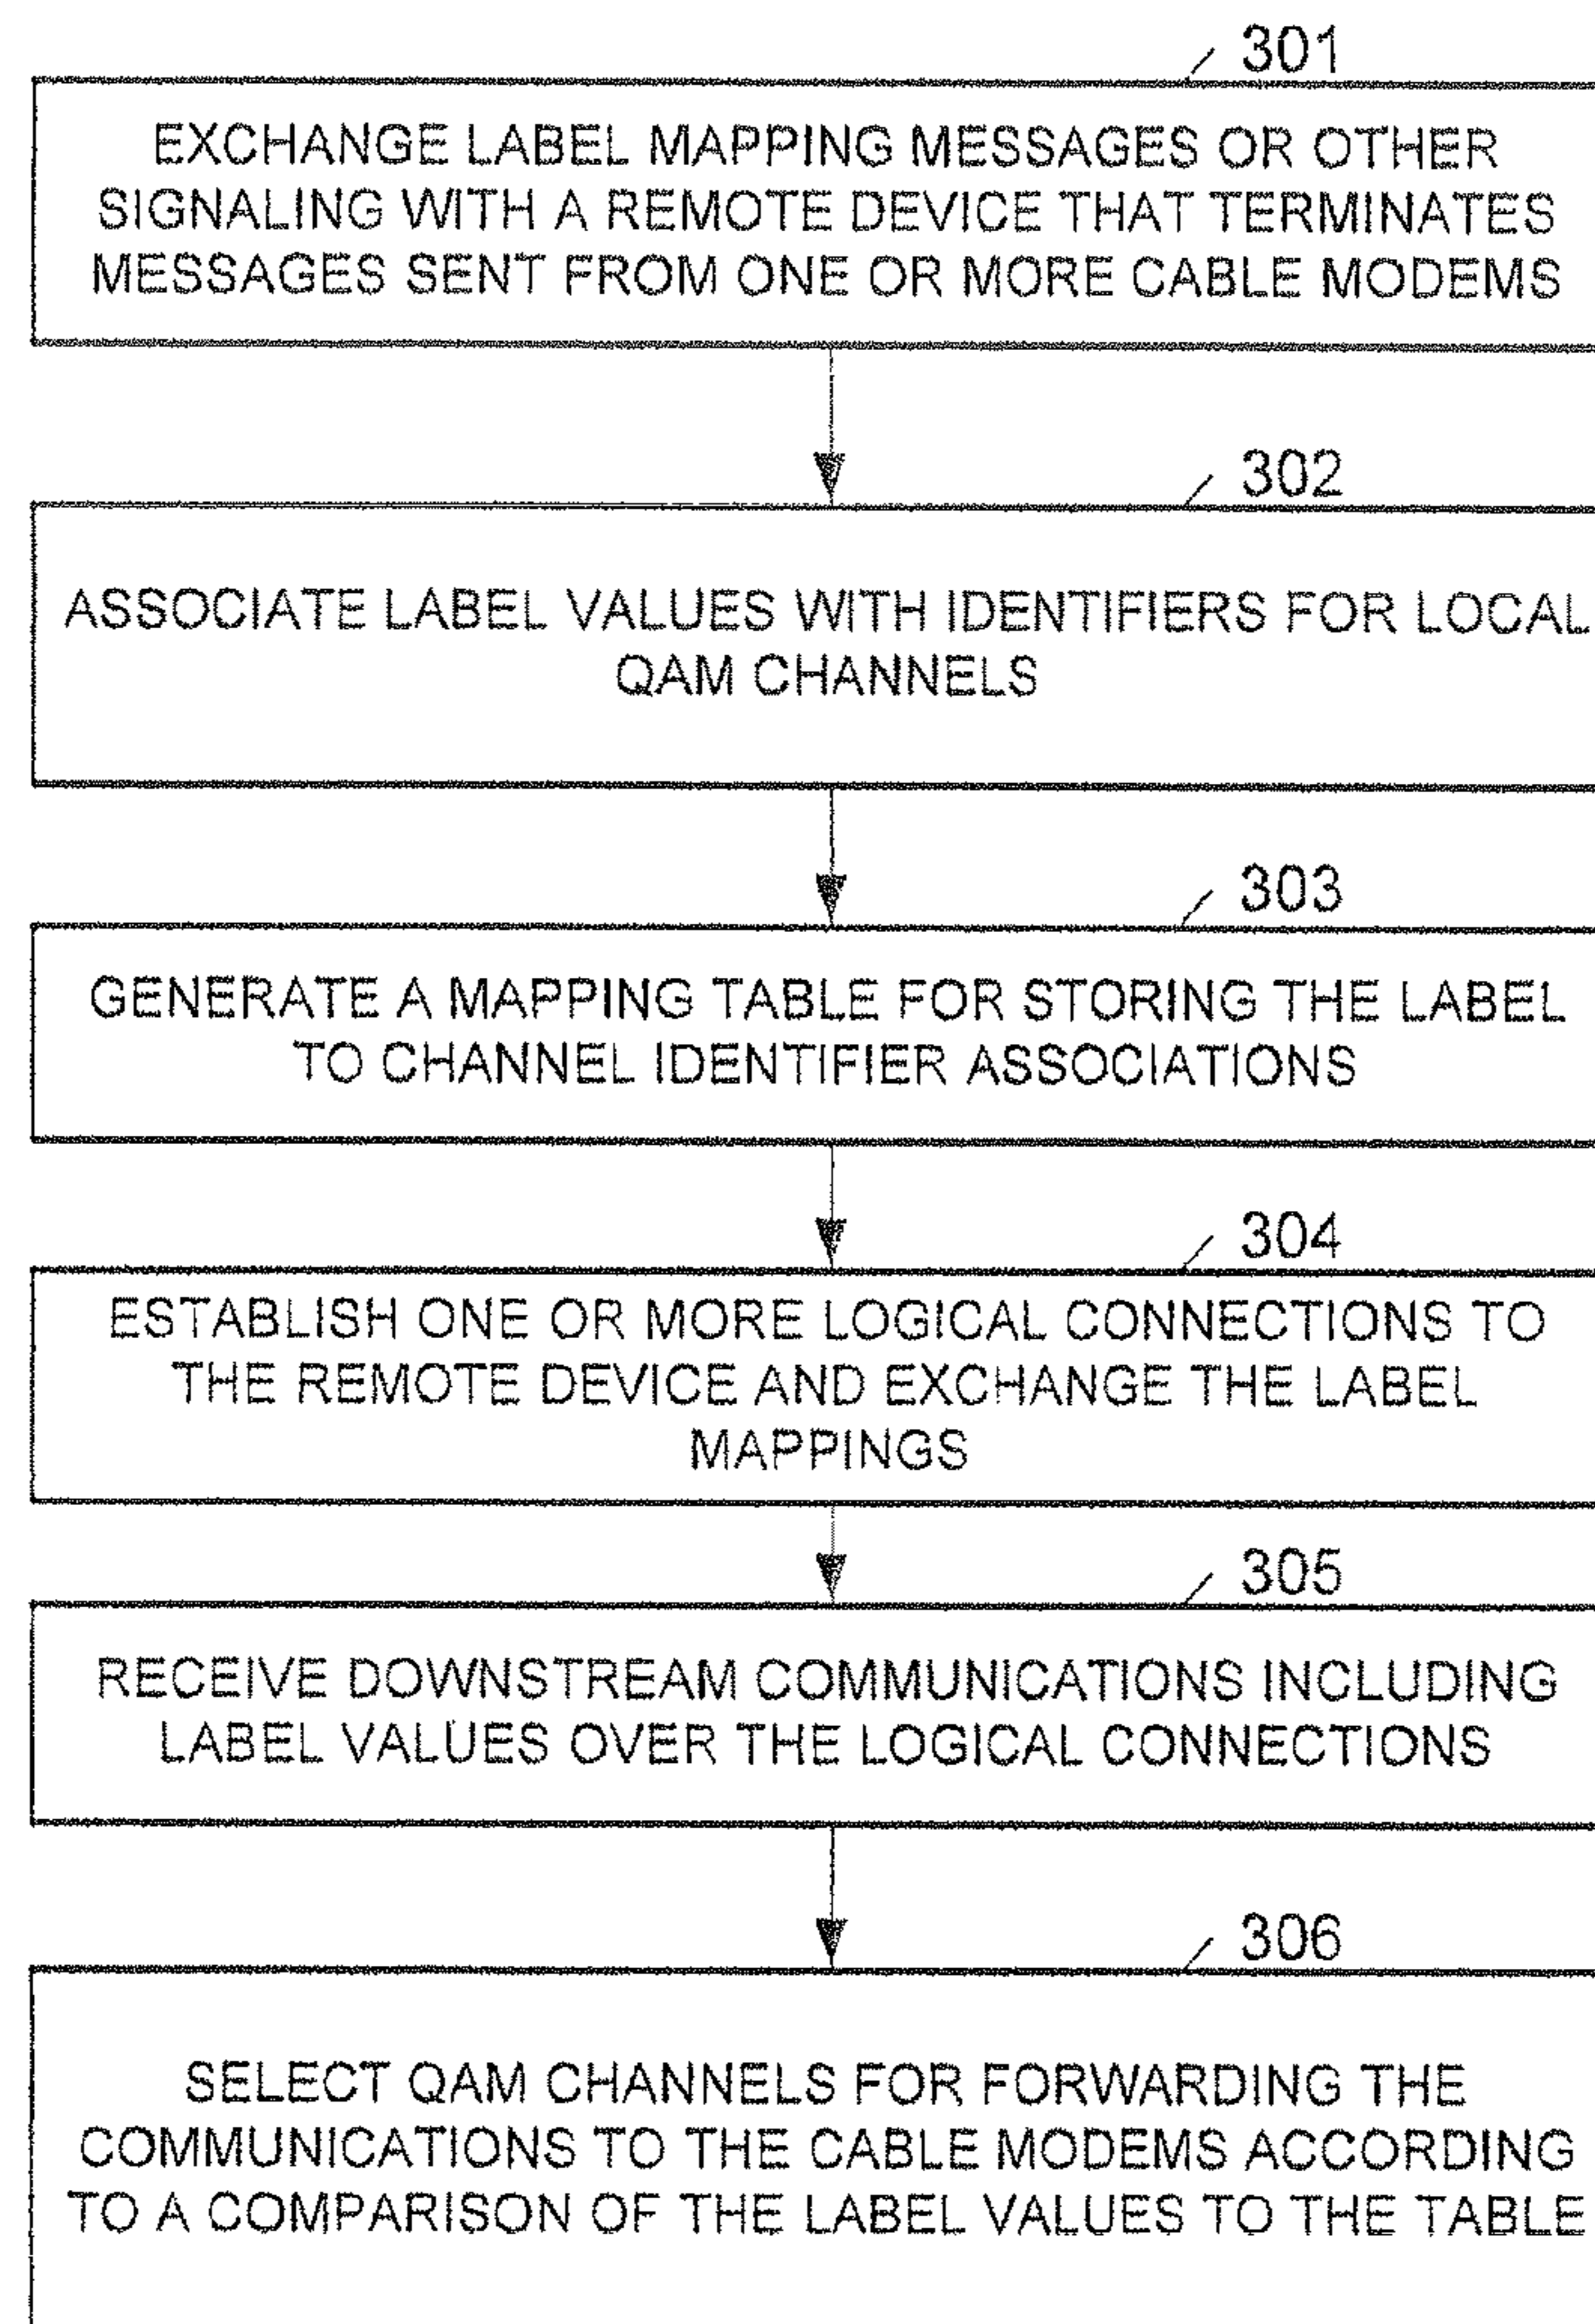 301
EXCHANGE LABEL MAPPING MESSAGES OR OTHER
SIGNALING WITH A REMOTE DEVICE THAT TERMINATES
MESSAGES SENT FROM ONE OR MORE CABLE MODEMS
302
ASSOCIATE LABEL VALUES WITH IDENTIFIERS FOR LOCAL
QAM CHANNELS
303
GENERATE A MAPPING TABLE FOR STORING THE LABEL
TO CHANNEL IDENTIFIER ASSOCIATIONS
304
ESTABLISH ONE OR MORE LOGICAL CONNECTIONS TO
THE REMOTE DEVICE AND EXCHANGE THE LABEL
MAPPINGS
305
RECEIVE DOWNSTREAM COMMUNICATIONS INCLUDING
LABEL VALUES OVER THE LOGICAL CONNECTIONS
306
SELECT QAM CHANNELS FOR FORWARDING THE
COMMUNICATIONS TO THE CABLE MODEMS ACCORDING
TO A COMPARISON OF THE LABEL VALUES TO THE TABLE